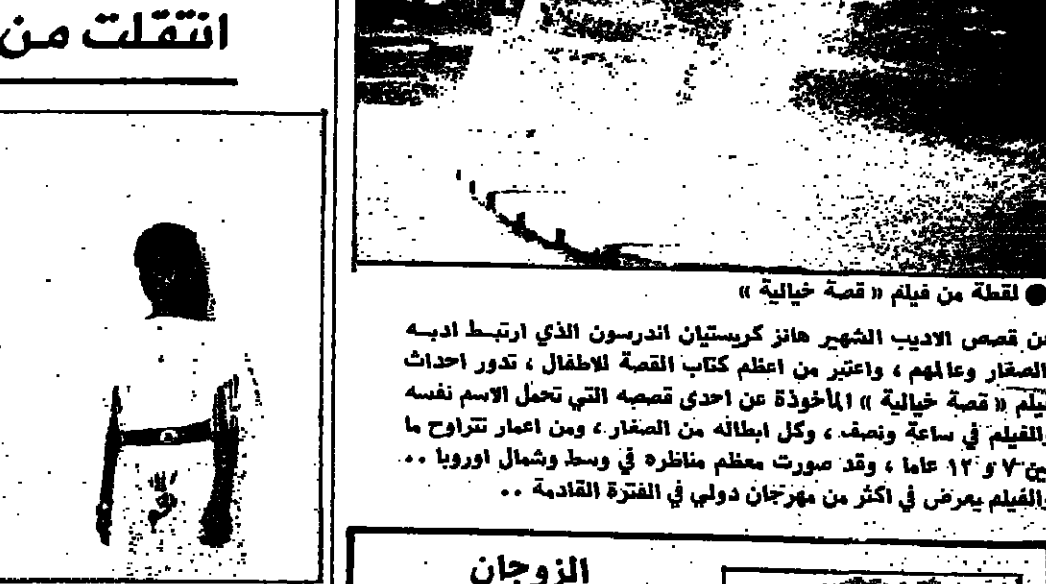 انتقلت من
● لقطة من فيلم « قصة خيالية »
من قصص الاديب الشهير هانز كريستيان اندرسون الذي ارتبط ادبه
الصغار وعالمهم ، واعتبر من اعظم كتاب القصة للاطفال ، تدور احداث
فيلم « قصة خيالية » المأخوذة عن احدى قصصه التي تحمل الاسم نفسه
والفيلم في ساعة ونصف ، وكل ابطاله من الصغار ، ومن اعمار تتراوح ما
بين ٧ و ١٢ عاما ، وقد صورت معظم مناظره في وسط وشمال اوروبا ..
والفيلم يعرض في اكثر من مهرجان دولي في الفترة القادمة ..
الزوجان